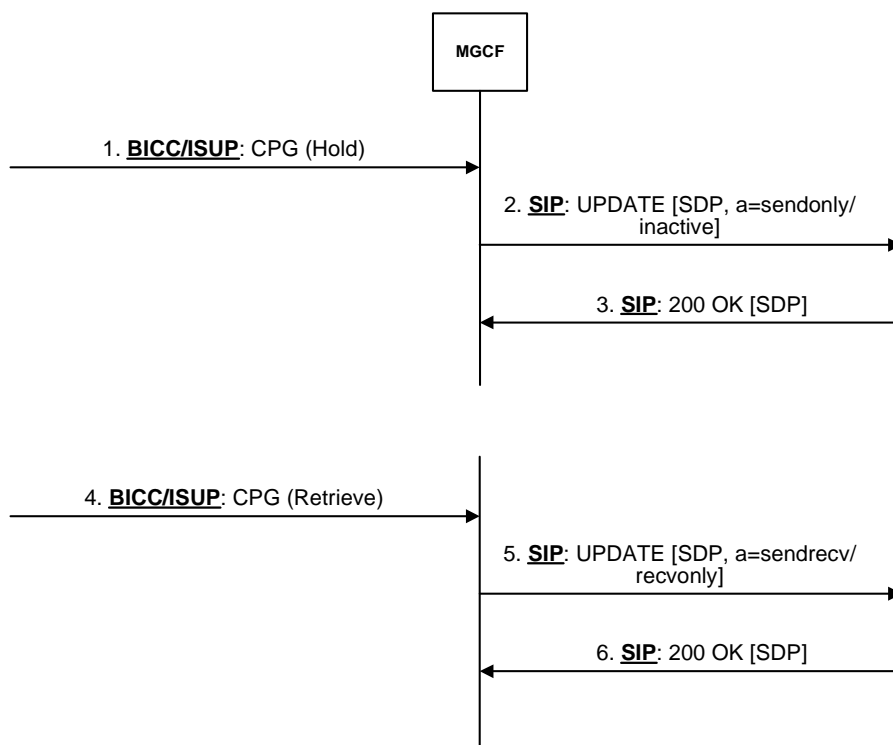 MGCF
1. BICC/ISUP: CPG (Hold)
2. SIP: UPDATE [SDP, a=sendonly/
inactive]
3. SIP: 200 OK [SDP]
4. BICC/ISUP: CPG (Retrieve)
5. SIP: UPDATE [SDP, a=sendrecv/
recvonly]
6. SIP: 200 OK [SDP]